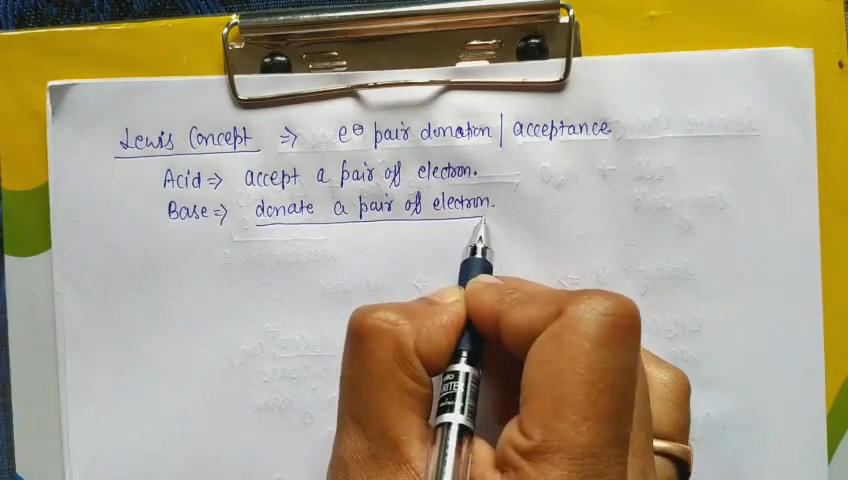 Lewis Concept ⇒ e⊖ pair donation | acceptance
Acid ⇒ accept a pair of electron.
Base ⇒ donate a pair of electron.